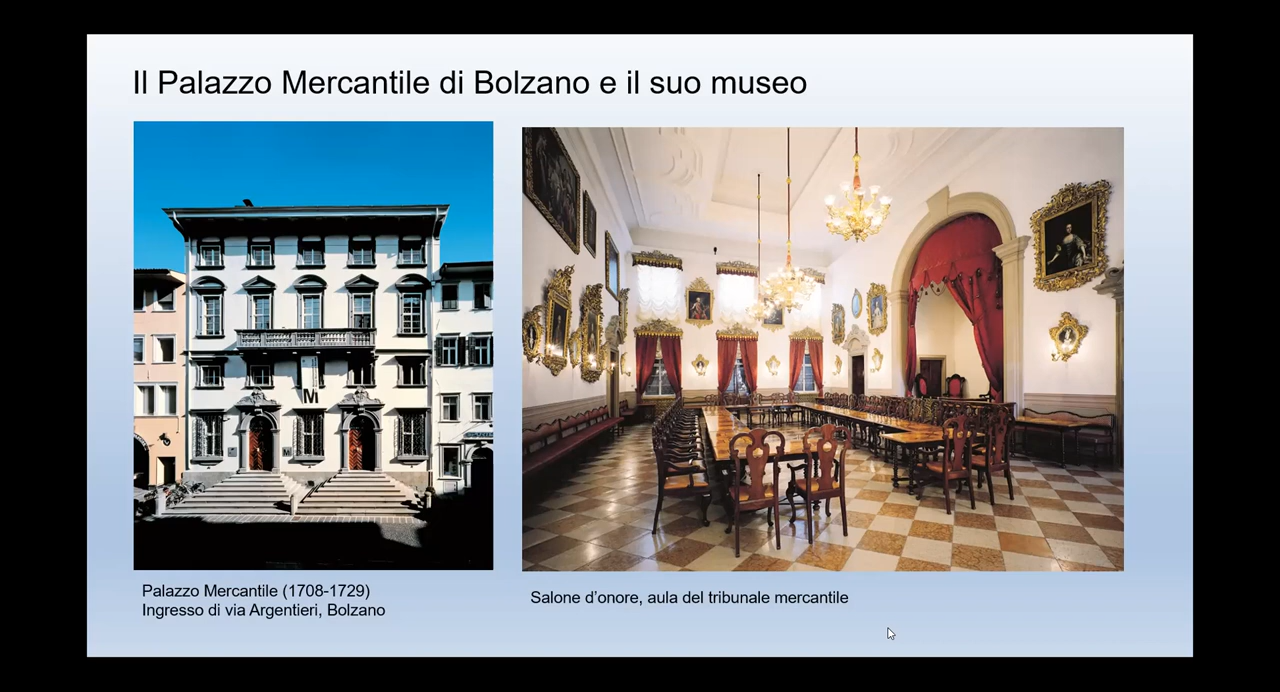 Il Palazzo Mercantile di Bolzano e il suo museo
M
M
Palazzo Mercantile (1708-1729)
Ingresso di via Argentieri, Bolzano
Salone d’onore, aula del tribunale mercantile